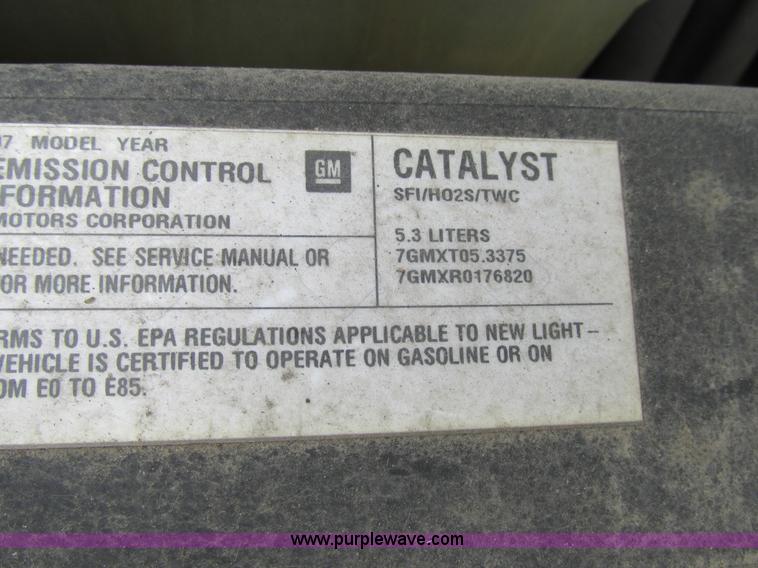 07 MODEL YEAR
EMISSION CONTROL
FORMATION
MOTORS CORPORATION
GM
CATALYST
SFI/HO2S/TWC
5.3 LITERS
7GMXT05.3375
7GMXR0176820
NEEDED. SEE SERVICE MANUAL OR
OR MORE INFORMATION.
RMS TO U.S. EPA REGULATIONS APPLICABLE TO NEW LIGHT–
VEHICLE IS CERTIFIED TO OPERATE ON GASOLINE OR ON
OM E0 TO E85.
www.purplewave.com